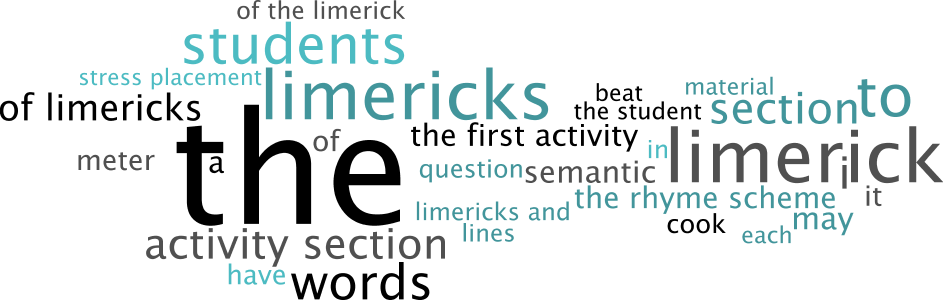 of the limerick
students
stress placement
limericks
of limericks
the
a
of
meter
the first activity
beat
the student
material
section
to
in
limerick
i
it
question
semantic
the rhyme scheme
limericks and
lines
cook
each
may
activity section
have
words